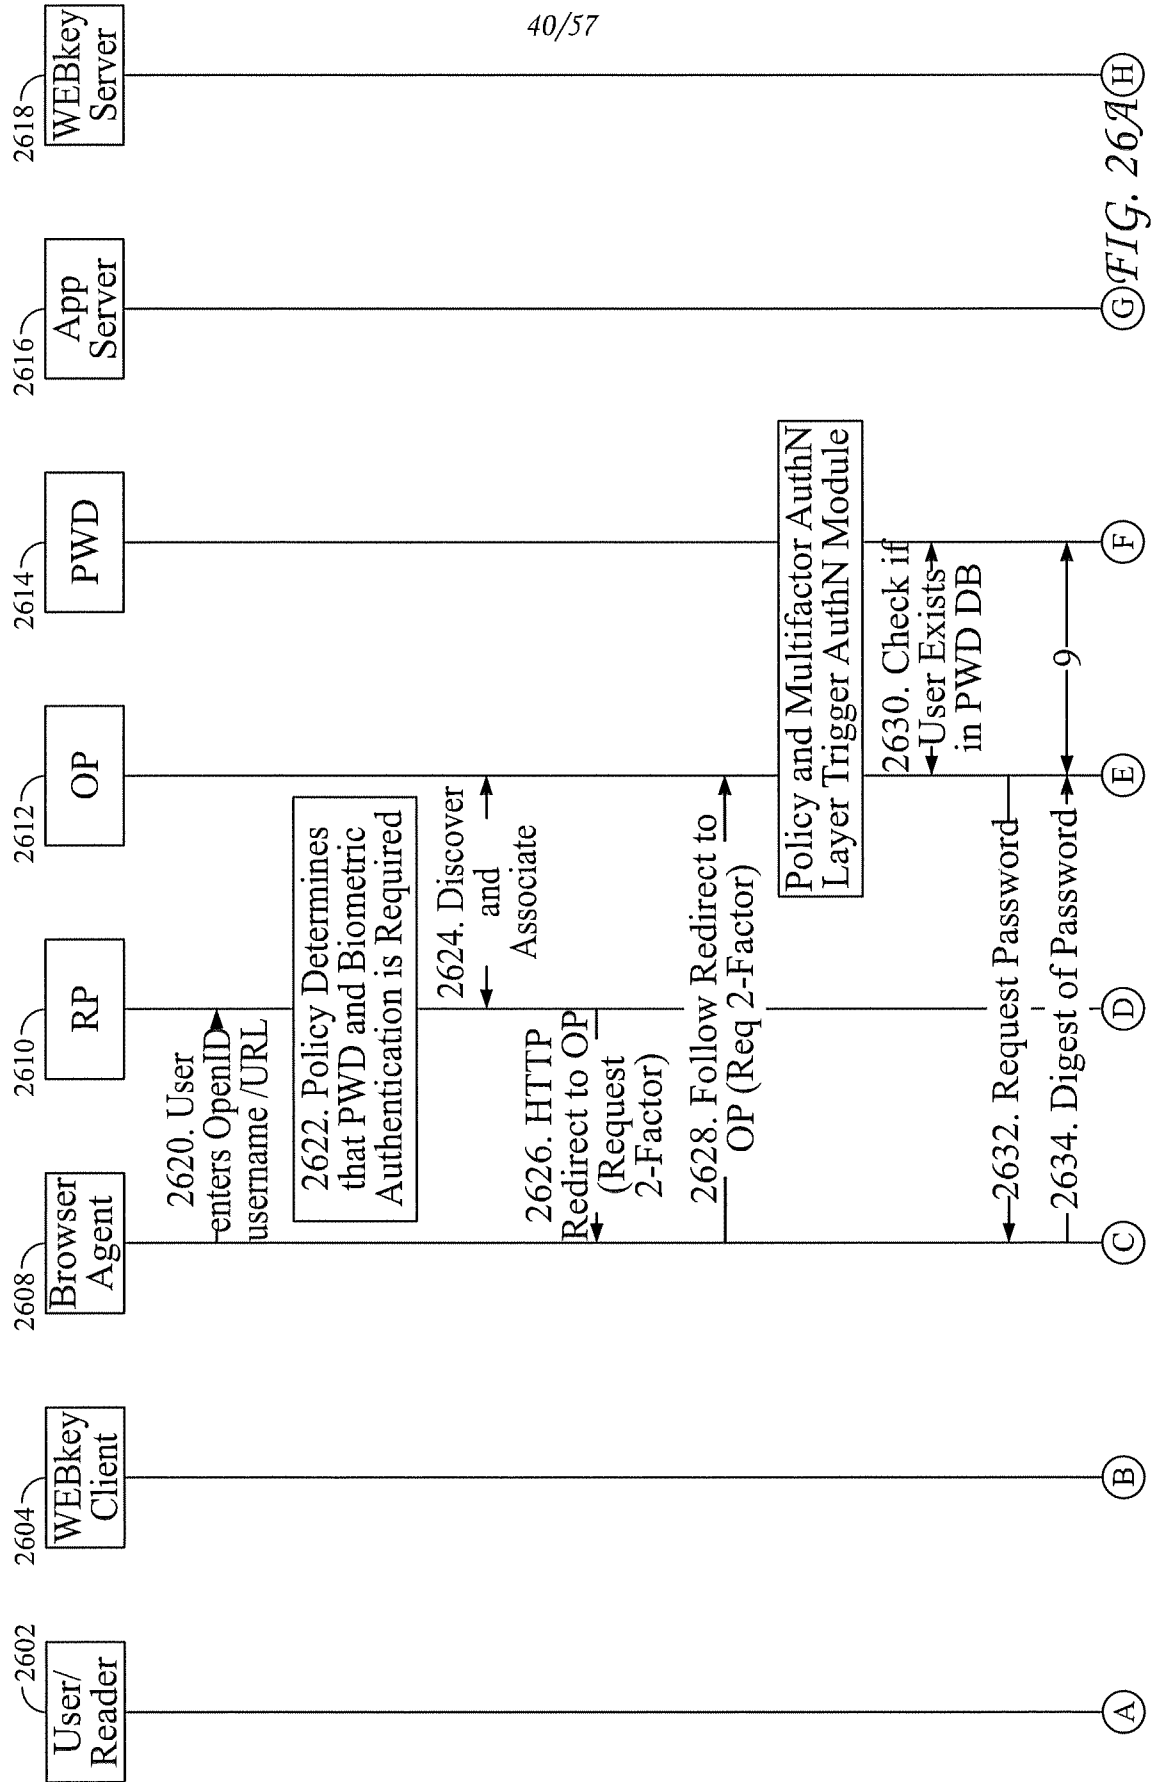 40/57
2602
User/
Reader
2604
WEBkey
Client
2608
Browser
Agent
2610
RP
2612
OP
2614
PWD
2616
App
Server
2618
WEBkey
Server
2620. User
enters OpenID
username /URL
2622. Policy Determines
that PWD and Biometric
Authentication is Required
2624. Discover
and
Associate
2626. HTTP
Redirect to OP
(Request
2-Factor)
2628. Follow Redirect to
OP (Req 2-Factor)
Policy and Multifactor AuthN
Layer Trigger AuthN Module
2630. Check if
User Exists
in PWD DB
2632. Request Password
2634. Digest of Password
9
A
B
C
D
E
F
G
H
FIG. 26A